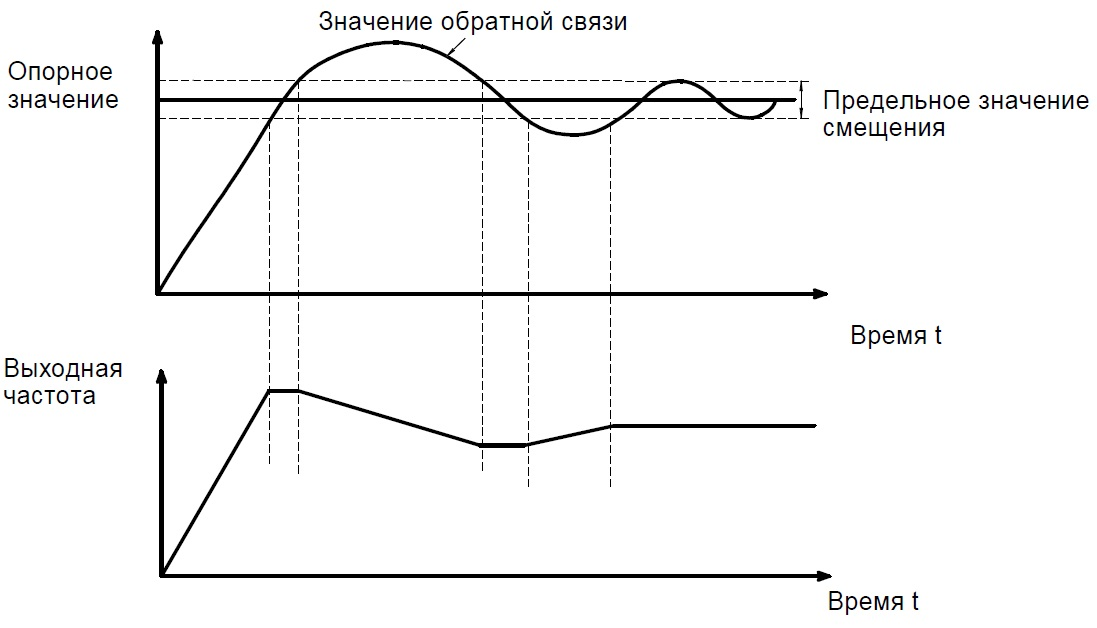 Значение обратной связи
Опорное
значение
Предельное значение
смещения
Время t
Выходная
частота
Время t